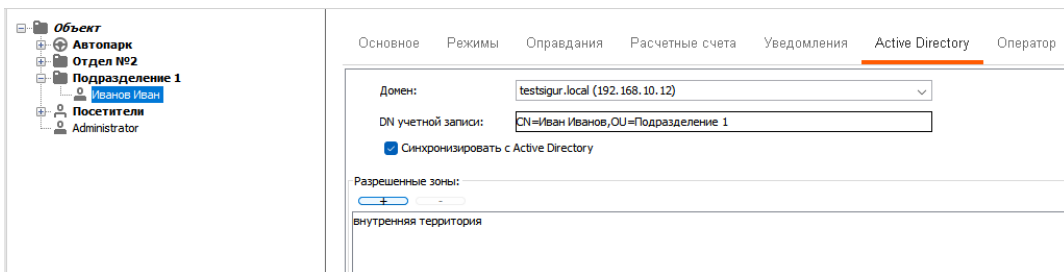 Объект
Автопарк
Отдел №2
Подразделение 1
Иванов Иван
Посетители
Administrator
Основное Режимы Оправдания Расчетные счета Уведомления Active Directory Оператор
Домен: testsigur.local (192.168.10.12)
DN учетной записи: CN=Иван Иванов,OU=Подразделение 1
Синхронизировать с Active Directory
Разрешенные зоны:
+ -
внутренняя территория